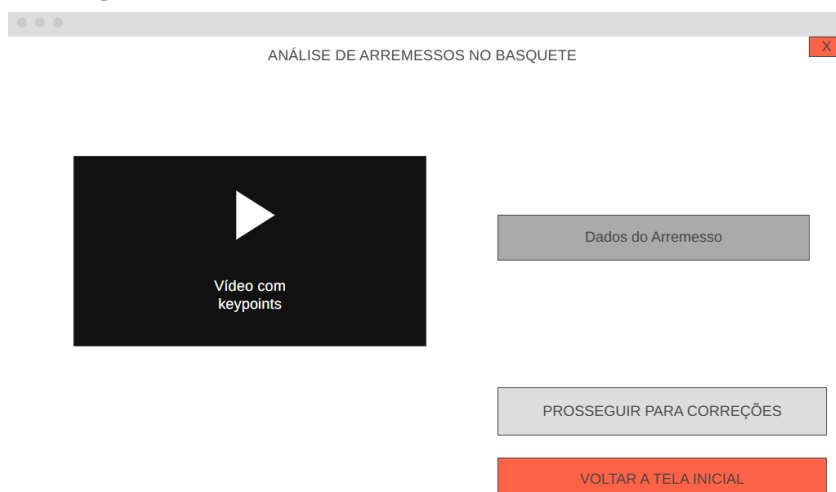 ANÁLISE DE ARREMESSOS NO BASQUETE
X
Vídeo com
keypoints
Dados do Arremesso
PROSSEGUIR PARA CORREÇÕES
VOLTAR A TELA INICIAL